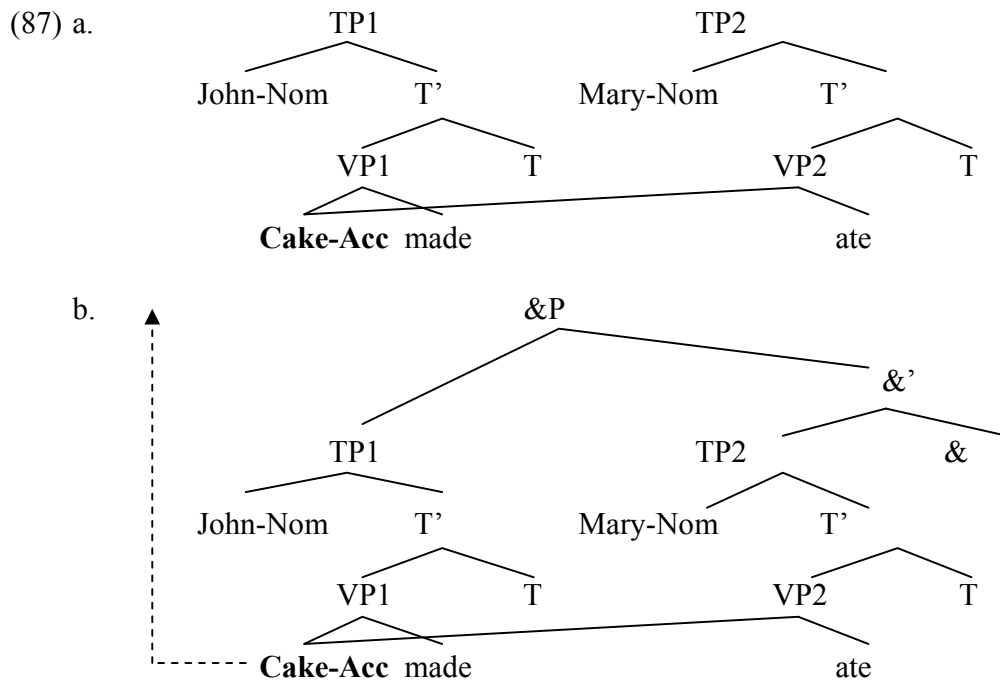 (87) a. TP1 TP2
John-Nom T’ Mary-Nom T’
VP1 T VP2 T
Cake-Acc made ate
b. &P
&’
TP1 TP2 &
John-Nom T’ Mary-Nom T’
VP1 T VP2 T
Cake-Acc made ate